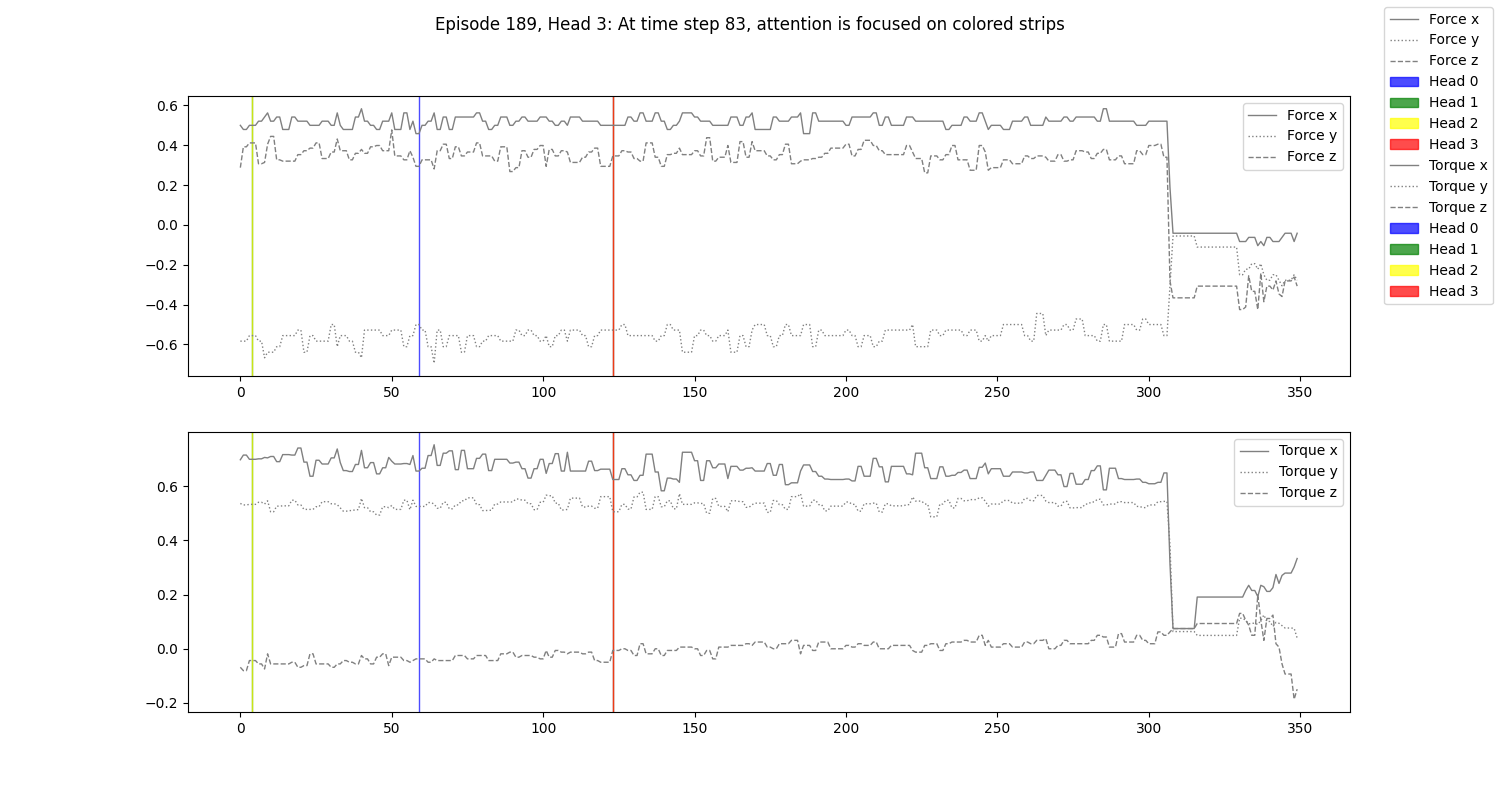 Episode 189, Head 3: At time step 83, attention is focused on colored strips
Force x
Force y
Force z
Head 0
Head 1
Head 2
Head 3
Torque x
Torque y
Torque z
Head 0
Head 1
Head 2
Head 3
0.6
0.4
0.2
0.0
−0.2
−0.4
−0.6
Force x
Force y
Force z
0 50 100 150 200 250 300 350
0.6
0.4
0.2
0.0
−0.2
Torque x
Torque y
Torque z
0 50 100 150 200 250 300 350